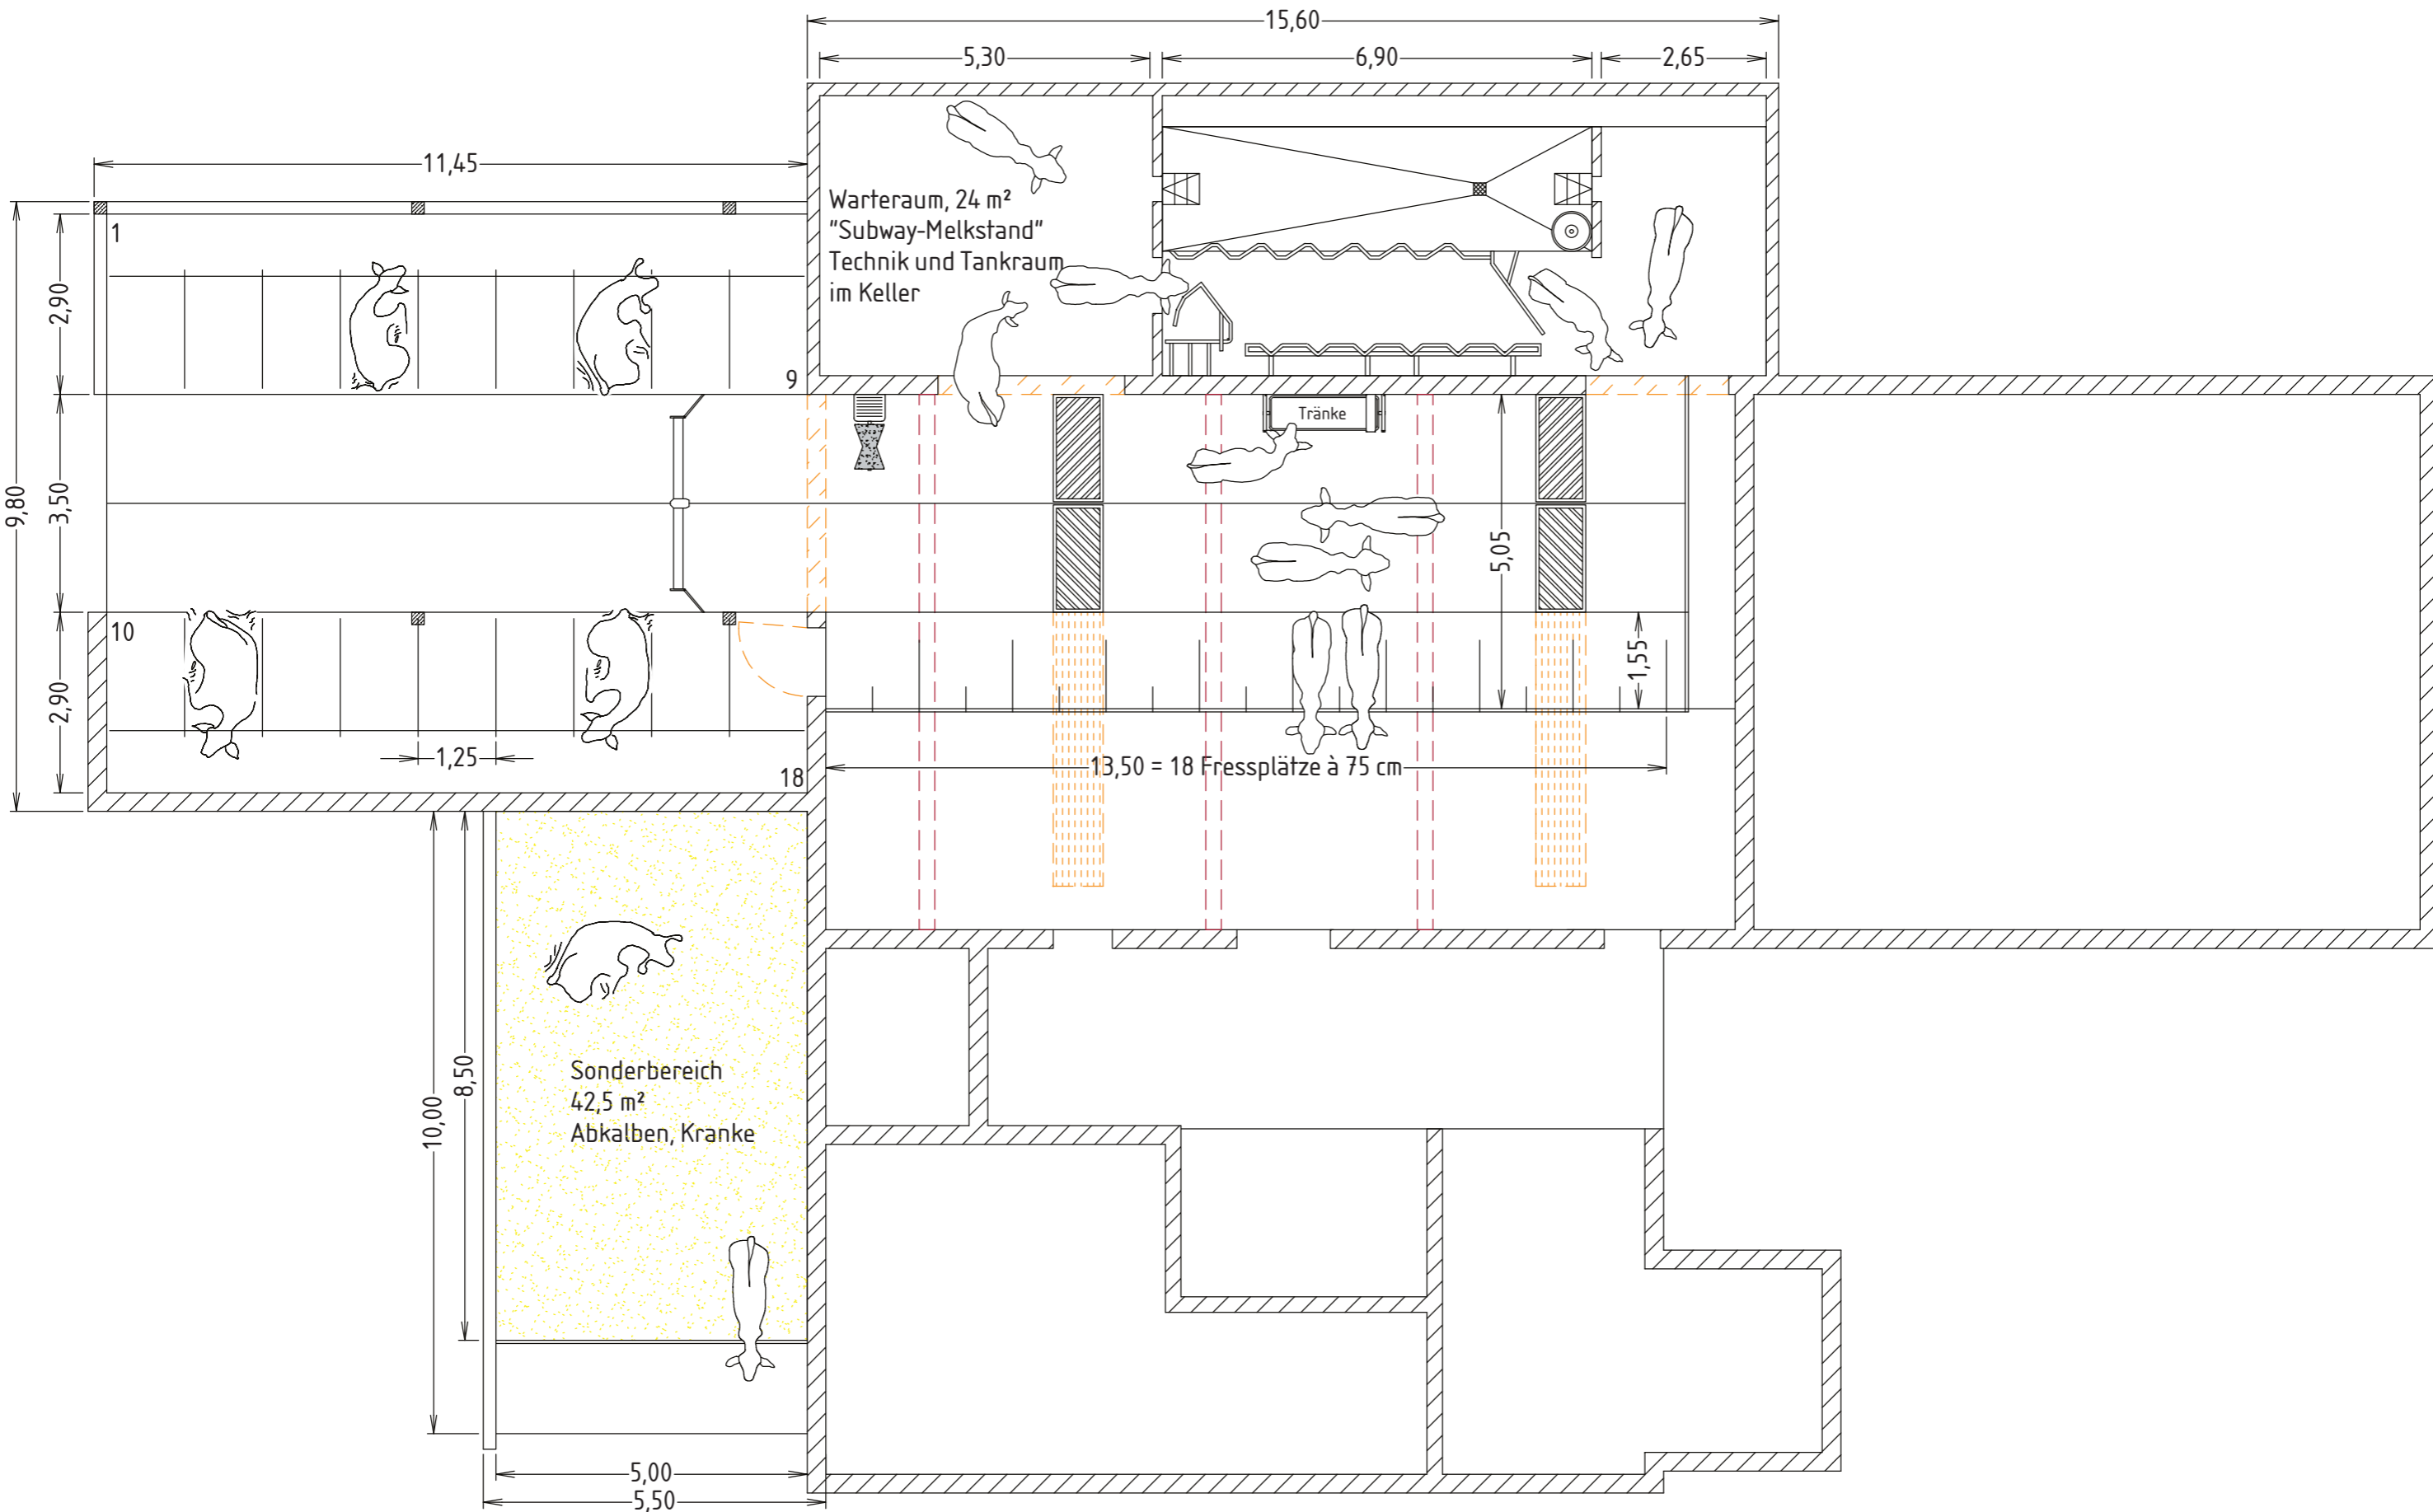 15,60
5,30
6,90
2,65
11,45
Warteraum, 24 m²
"Subway-Melkstand"
Technik und Tankraum
im Keller
1
2,90
9
Tränke
9,80
3,50
5,05
10
1,55
2,90
1,25
18
13,50 = 18 Fressplätze à 75 cm
Sonderbereich
42,5 m²
Abkalben, Kranke
8,50
10,00
5,00
5,50